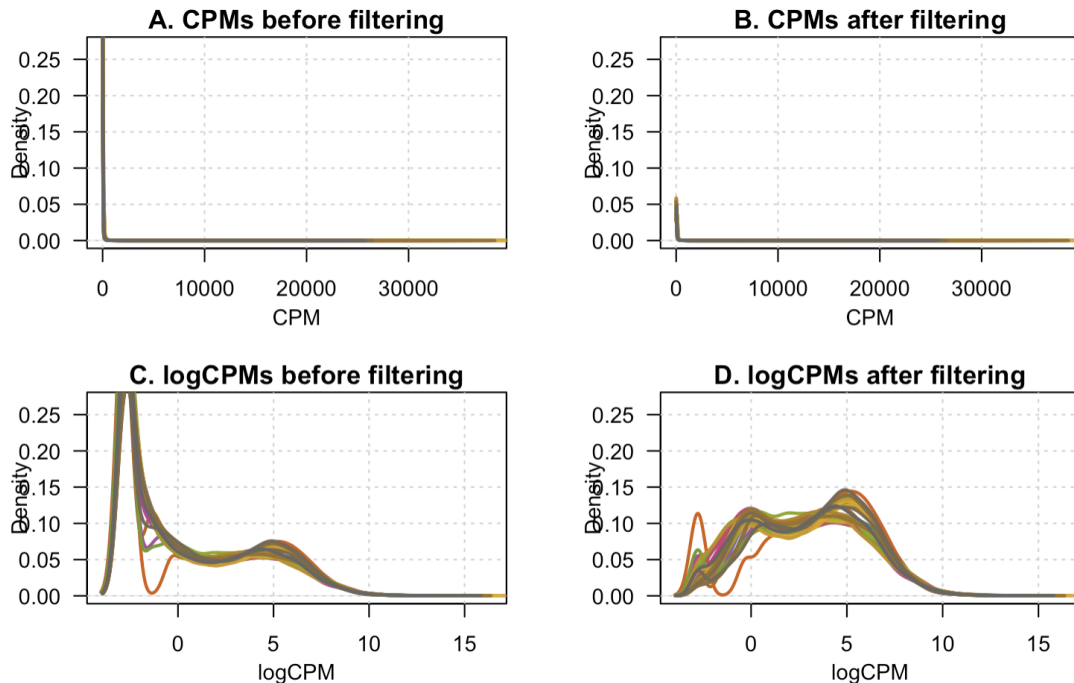 A. CPMs before filtering
Density
0.25
0.20
0.15
0.10
0.05
0.00
0 10000 20000 30000
CPM
B. CPMs after filtering
Density
0.25
0.20
0.15
0.10
0.05
0.00
0 10000 20000 30000
CPM
C. logCPMs before filtering
Density
0.25
0.20
0.15
0.10
0.05
0.00
0 5 10 15
logCPM
D. logCPMs after filtering
Density
0.25
0.20
0.15
0.10
0.05
0.00
0 5 10 15
logCPM